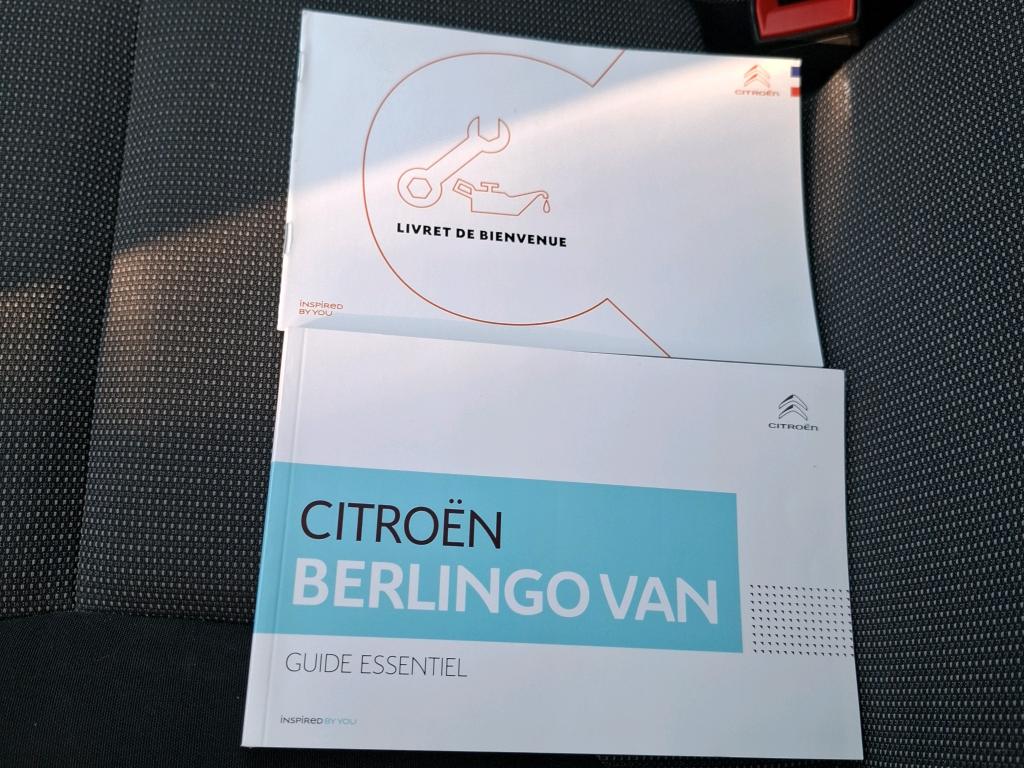 CITROËN
LIVRET DE BIENVENUE
INSPIRED
BY YOU
CITROËN
CITROËN
BERLINGO VAN
GUIDE ESSENTIEL
INSPIRED BY YOU